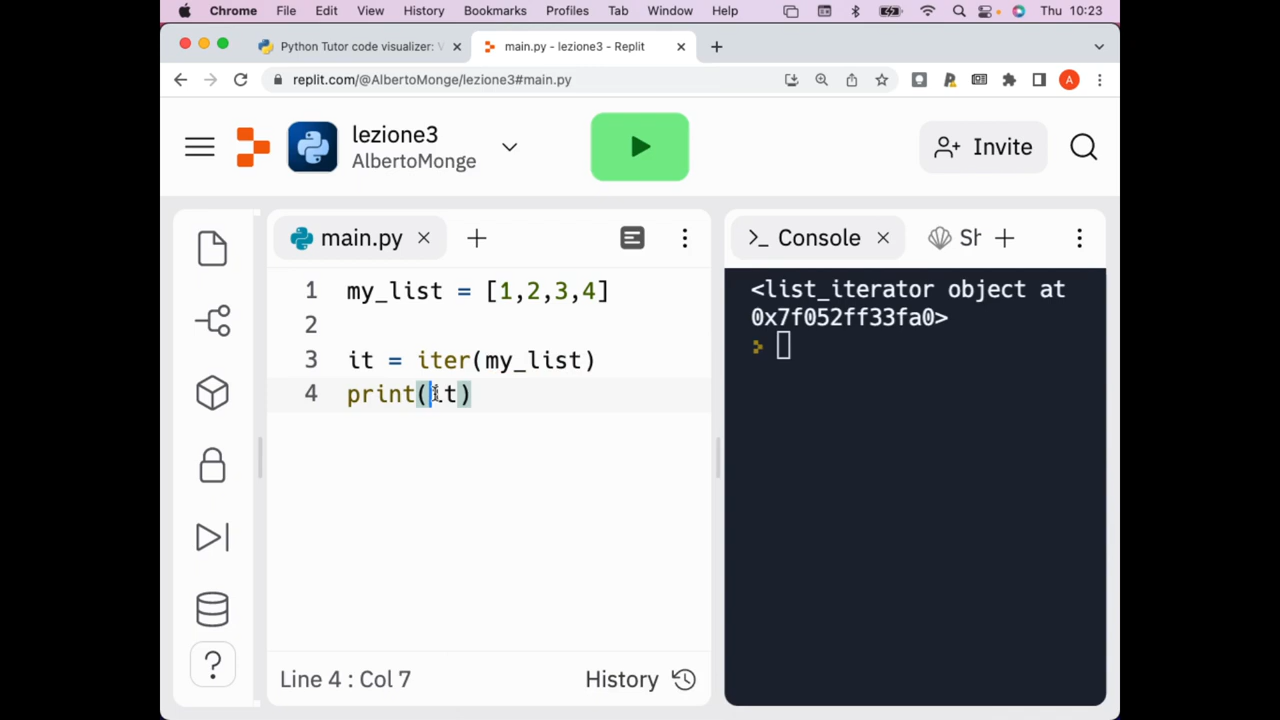 Chrome File Edit View History Bookmarks Profiles Tab Window Help Thu 10:23
Python Tutor code visualizer: main.py - lezione3 - Replit
replit.com/@AlbertoMonge/lezione3#main.py A
lezione3
AlbertoMonge
Invite
main.py
>_ Console Sh
1 my_list = [1,2,3,4]
2
3 it = iter(my_list)
4 print(it)
<list_iterator object at
0x7f052ff33fa0>
Line 4 : Col 7 History